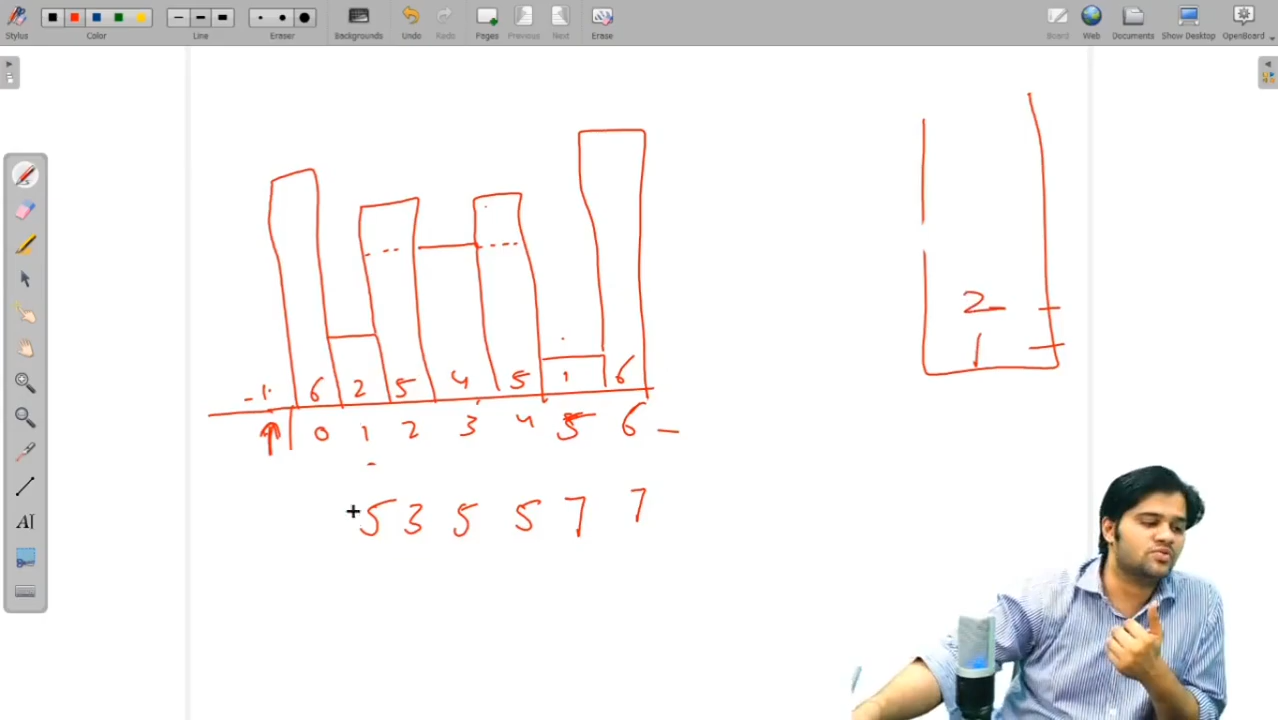 Stylus Color Line Eraser Backgrounds Undo Redo Pages Previous Next Erase Board Web Documents Show Desktop OpenBoard
2
1
-1 6 2 5 4 5 1 6
0 1 2 3 4 5 6
5 3 5 5 7 7
AI